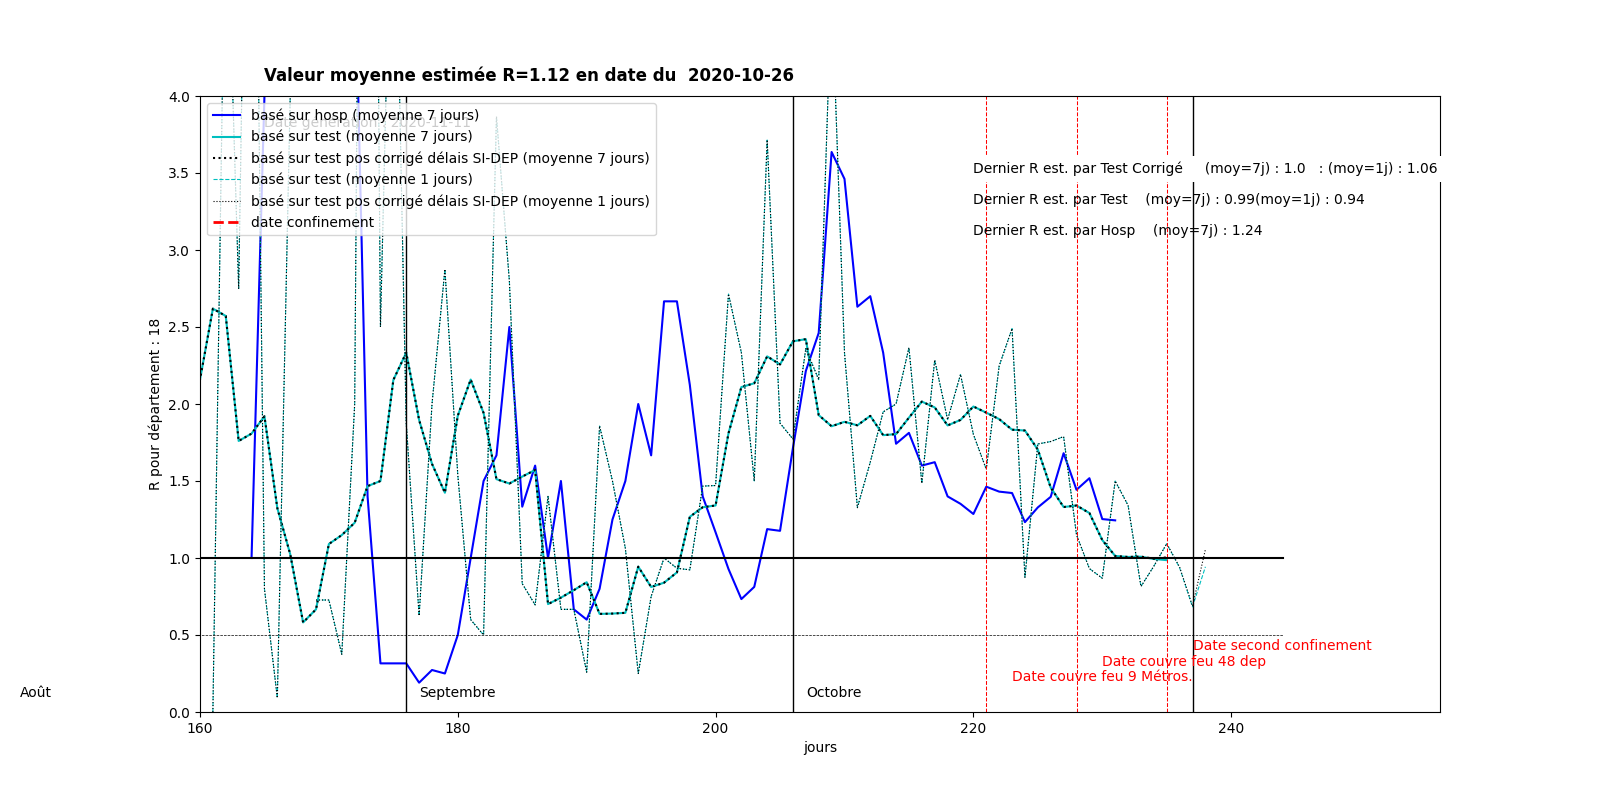 Valeur moyenne estimée R=1.12 en date du  2020-10-26
Date génération : 2020-11-11
basé sur hosp (moyenne 7 jours)
basé sur test (moyenne 7 jours)
basé sur test pos corrigé délais SI-DEP (moyenne 7 jours)
basé sur test (moyenne 1 jours)
basé sur test pos corrigé délais SI-DEP (moyenne 1 jours)
date confinement
Dernier R est. par Test Corrigé     (moy=7j) : 1.0   : (moy=1j) : 1.06
Dernier R est. par Test    (moy=7j) : 0.99(moy=1j) : 0.94
Dernier R est. par Hosp    (moy=7j) : 1.24
4.0
3.5
3.0
2.5
2.0
1.5
1.0
0.5
0.0
R pour département : 18
Date second confinement
Date couvre feu 48 dep
Date couvre feu 9 Métros.
Août
Septembre
Octobre
160
180
200
220
240
jours